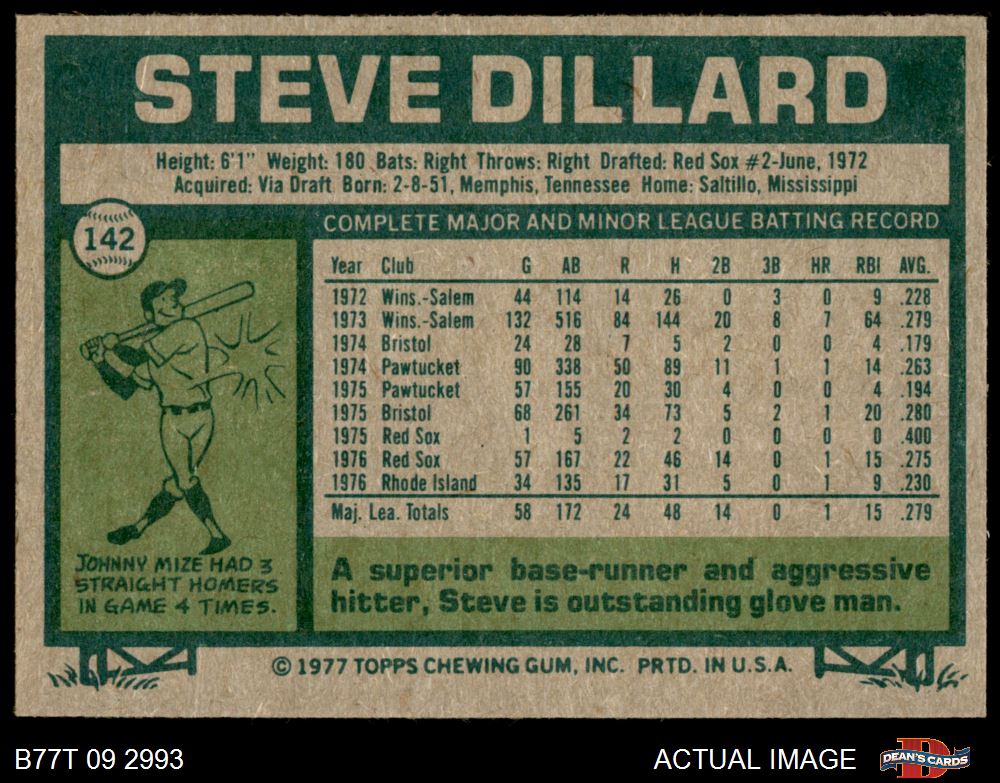 STEVE DILLARD
Height: 6'1" Weight: 180 Bats: Right Throws: Right Drafted: Red Sox #2-June, 1972
Acquired: Via Draft Born: 2-8-51, Memphis, Tennessee Home: Saltillo, Mississippi
142
COMPLETE MAJOR AND MINOR LEAGUE BATTING RECORD
Year Club G AB R H 2B 3B HR RBI AVG.
1972 Wins.-Salem 44 114 14 26 0 3 0 9 .228
1973 Wins.-Salem 132 516 84 144 20 8 7 64 .279
1974 Bristol 24 28 7 5 2 0 0 4 .179
1974 Pawtucket 90 338 50 89 11 1 1 14 .263
1975 Pawtucket 57 155 20 30 4 0 0 4 .194
1975 Bristol 68 261 34 73 5 2 1 20 .280
1975 Red Sox 1 5 2 2 0 0 0 0 .400
1976 Red Sox 57 167 22 46 14 0 1 15 .275
1976 Rhode Island 34 135 17 31 5 0 1 9 .230
Maj. Lea. Totals 58 172 24 48 14 0 1 15 .279
JOHNNY MIZE HAD 3
STRAIGHT HOMERS
IN GAME 4 TIMES.
A superior base-runner and aggressive
hitter, Steve is outstanding glove man.
© 1977 TOPPS CHEWING GUM, INC. PRTD. IN U.S.A.
B77T 09 2993
ACTUAL IMAGE
DEAN'S CARDS